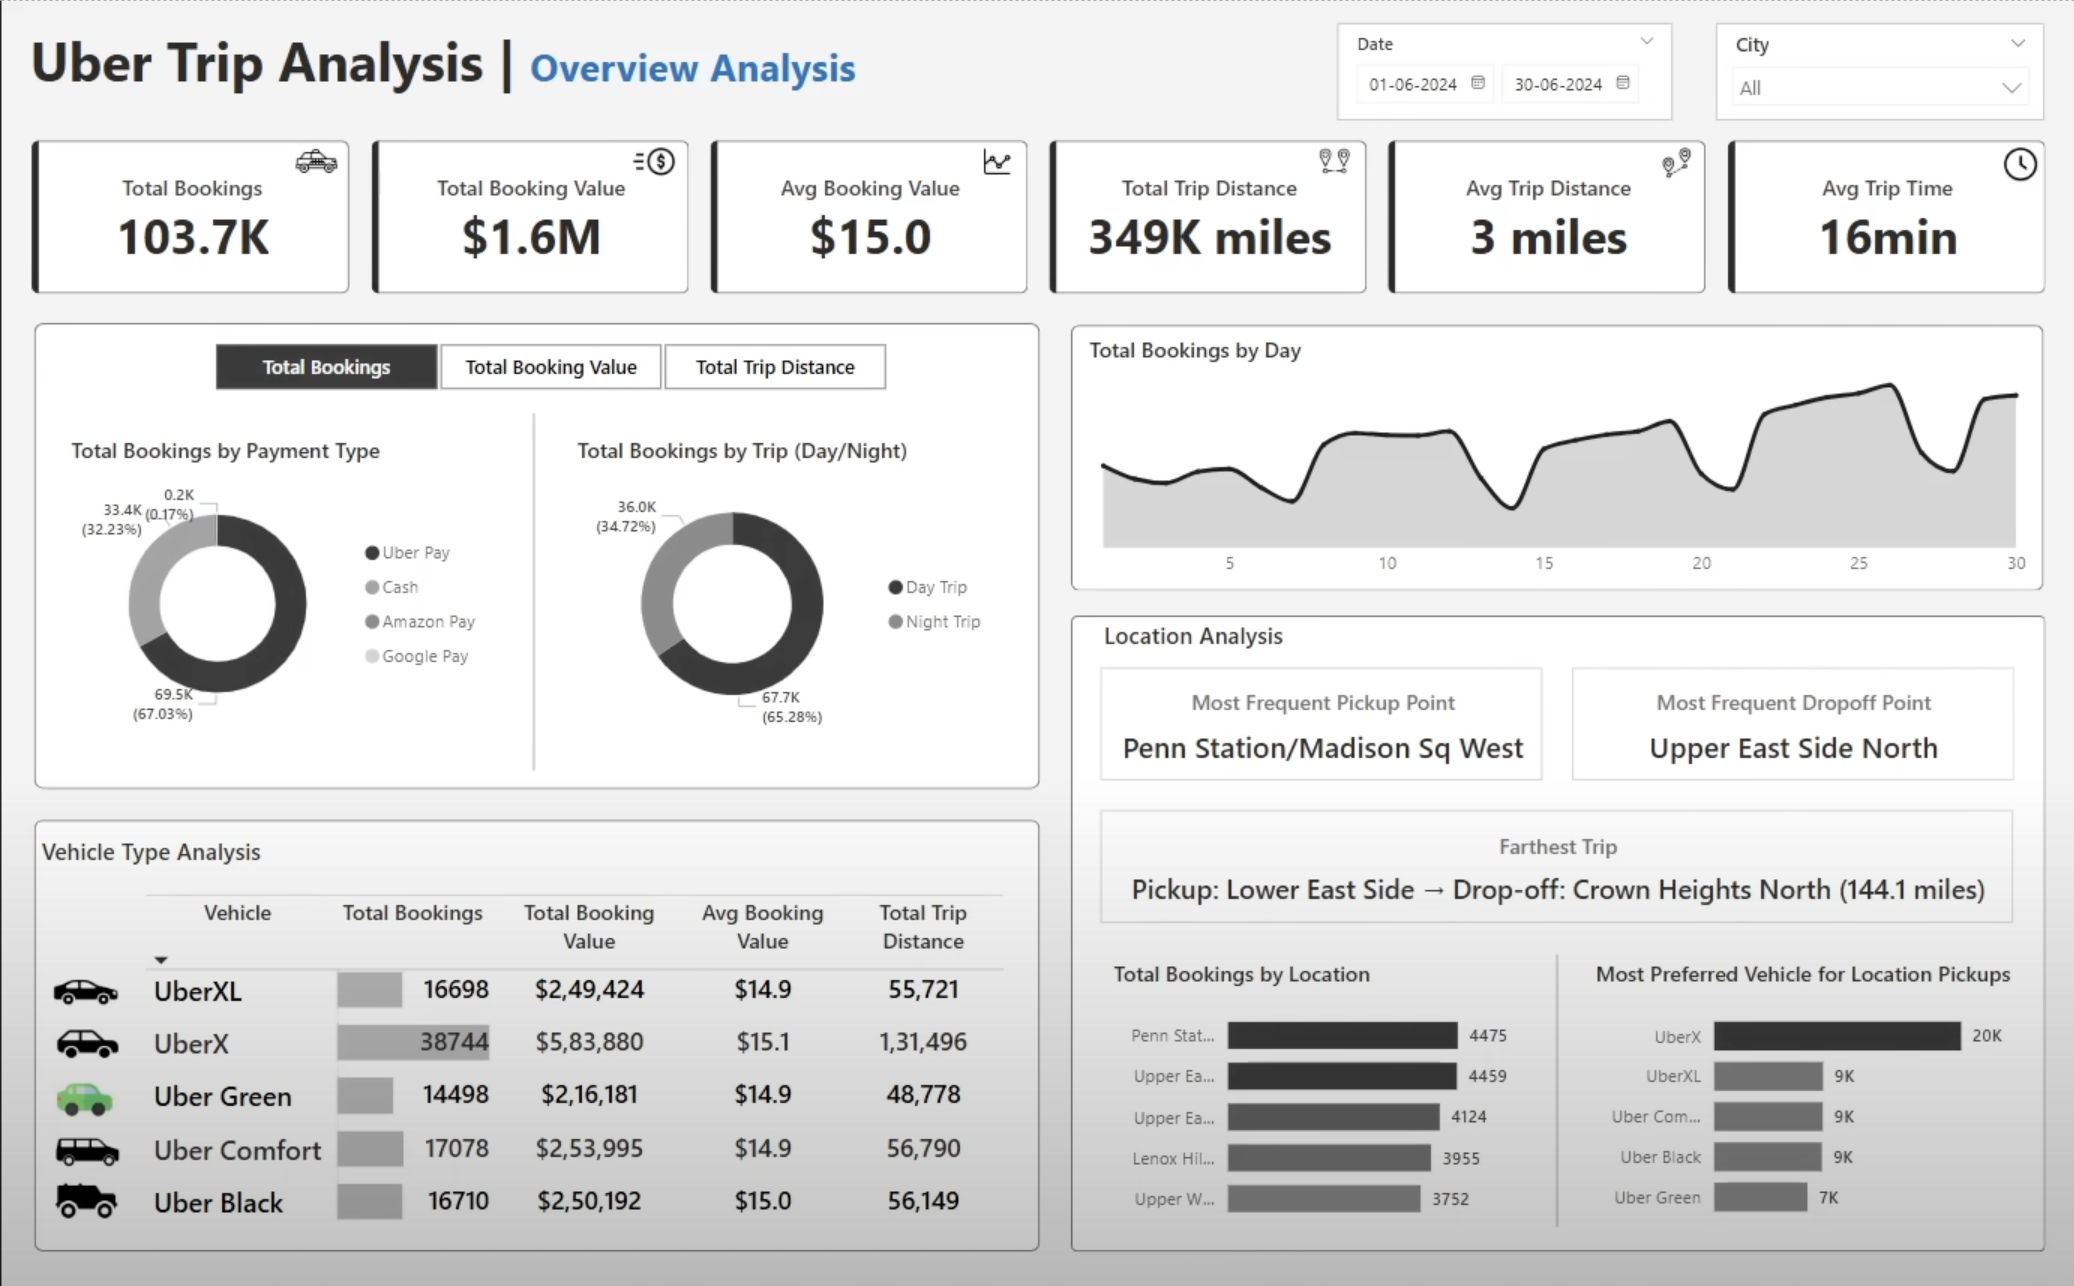 Uber Trip Analysis | Overview Analysis
Date
01-06-2024 30-06-2024
City
All
Total Bookings
103.7K
Total Booking Value
$1.6M
Avg Booking Value
$15.0
Total Trip Distance
349K miles
Avg Trip Distance
3 miles
Avg Trip Time
16min
Total Bookings Total Booking Value Total Trip Distance
Total Bookings by Payment Type
0.2K
(0.17%)
33.4K
(32.23%)
69.5K
(67.03%)
Uber Pay
Cash
Amazon Pay
Google Pay
Total Bookings by Trip (Day/Night)
36.0K
(34.72%)
67.7K
(65.28%)
Day Trip
Night Trip
Total Bookings by Day
5 10 15 20 25 30
Vehicle Type Analysis
Vehicle Total Bookings Total Booking Value Avg Booking Value Total Trip Distance
UberXL 16698 $2,49,424 $14.9 55,721
UberX 38744 $5,83,880 $15.1 1,31,496
Uber Green 14498 $2,16,181 $14.9 48,778
Uber Comfort 17078 $2,53,995 $14.9 56,790
Uber Black 16710 $2,50,192 $15.0 56,149
Location Analysis
Most Frequent Pickup Point
Penn Station/Madison Sq West
Most Frequent Dropoff Point
Upper East Side North
Farthest Trip
Pickup: Lower East Side → Drop-off: Crown Heights North (144.1 miles)
Total Bookings by Location
Penn Stat... 4475
Upper Ea... 4459
Upper Ea... 4124
Lenox Hil... 3955
Upper W... 3752
Most Preferred Vehicle for Location Pickups
UberX 20K
UberXL 9K
Uber Com... 9K
Uber Black 9K
Uber Green 7K